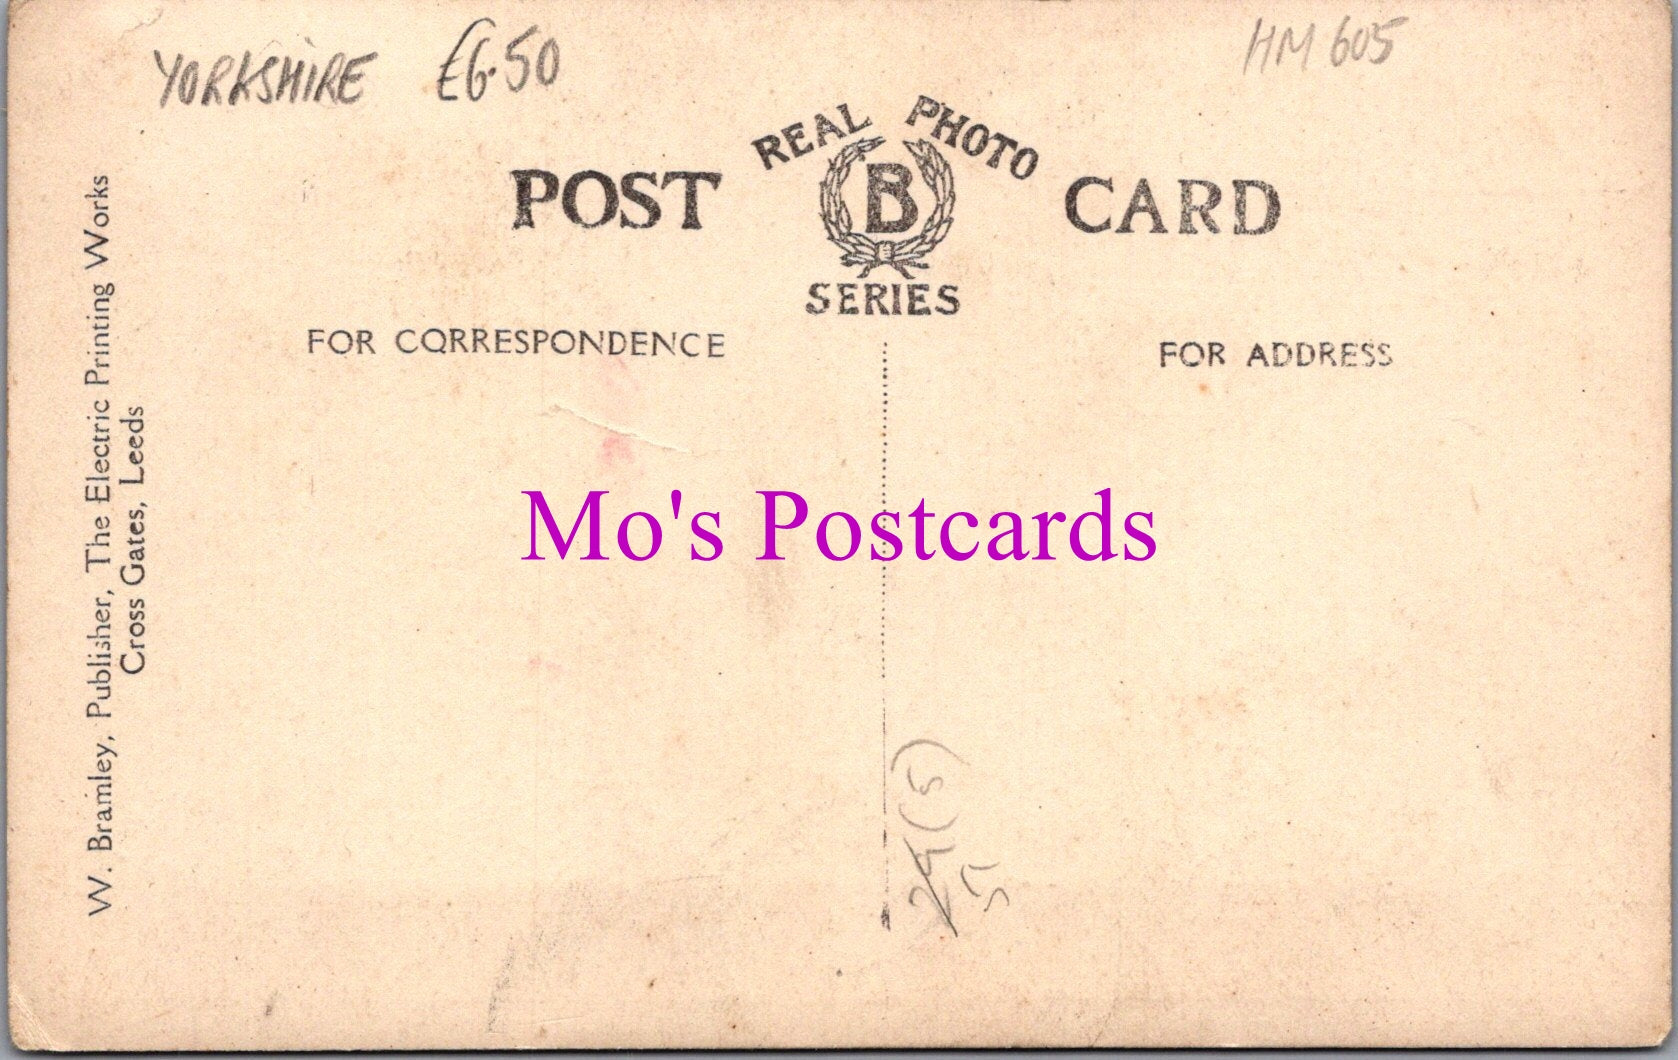 YORKSHIRE £6.50
HM 605
REAL PHOTO
POST B CARD
SERIES
FOR CORRESPONDENCE
FOR ADDRESS
W. Bramley, Publisher, The Electric Printing Works
Cross Gates, Leeds
Mo's Postcards